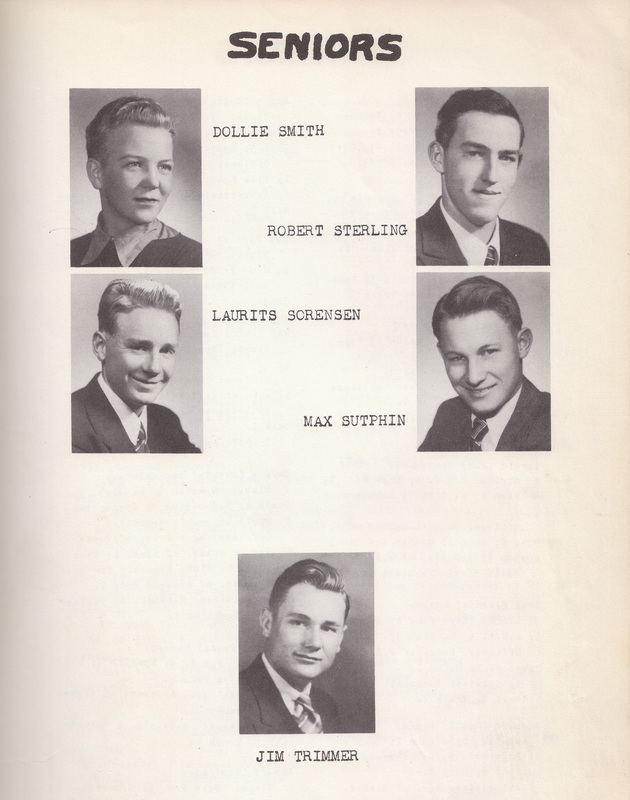 SENIORS
DOLLIE SMITH
ROBERT STERLING
LAURITS SORENSEN
MAX SUTPHIN
JIM TRIMMER